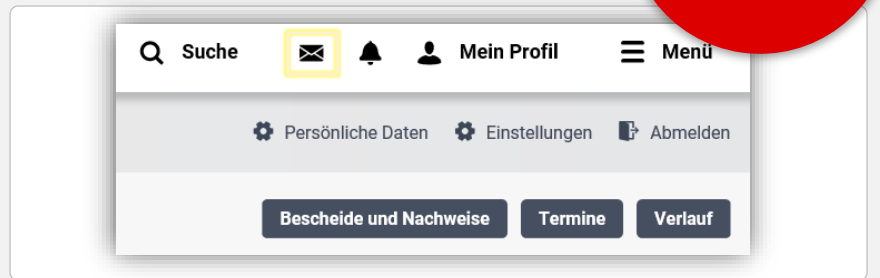 Suche Mein Profil Menü
Persönliche Daten Einstellungen Abmelden
Bescheide und Nachweise Termine Verlauf